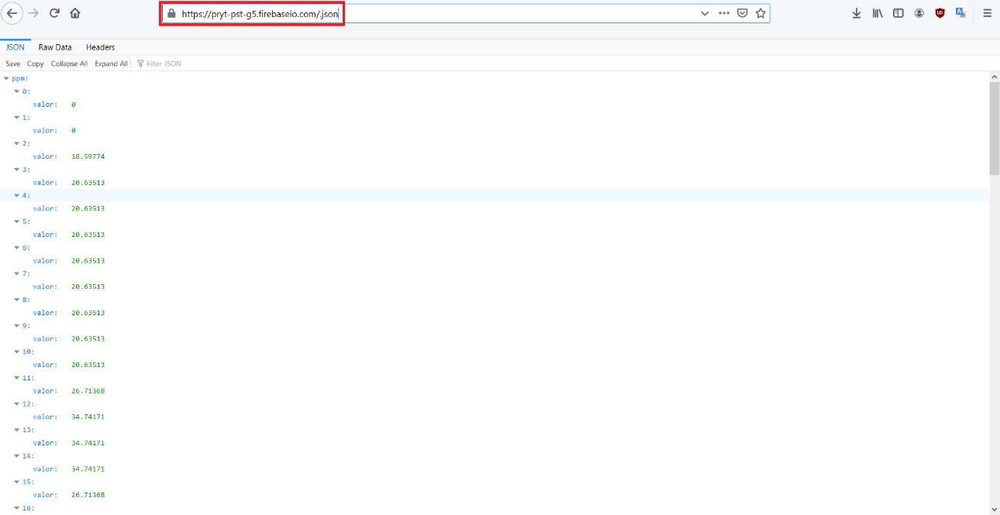 https://pryt-pst-g5.firebaseio.com/.json
JSON Raw Data Headers
Save Copy Collapse All Expand All Filter JSON
ppm:
0:
valor: 0
1:
valor: 0
2:
valor: 18.59774
3:
valor: 20.63513
4:
valor: 20.63513
5:
valor: 20.63513
6:
valor: 20.63513
7:
valor: 20.63513
8:
valor: 20.63513
9:
valor: 20.63513
10:
valor: 20.63513
11:
valor: 26.71368
12:
valor: 34.74171
13:
valor: 34.74171
14:
valor: 34.74171
15:
valor: 26.71368
16: